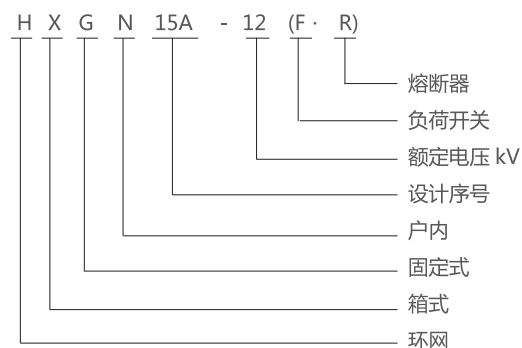 H X G N 15A - 12 (F · R)
熔断器
负荷开关
额定电压 kV
设计序号
户内
固定式
箱式
环网